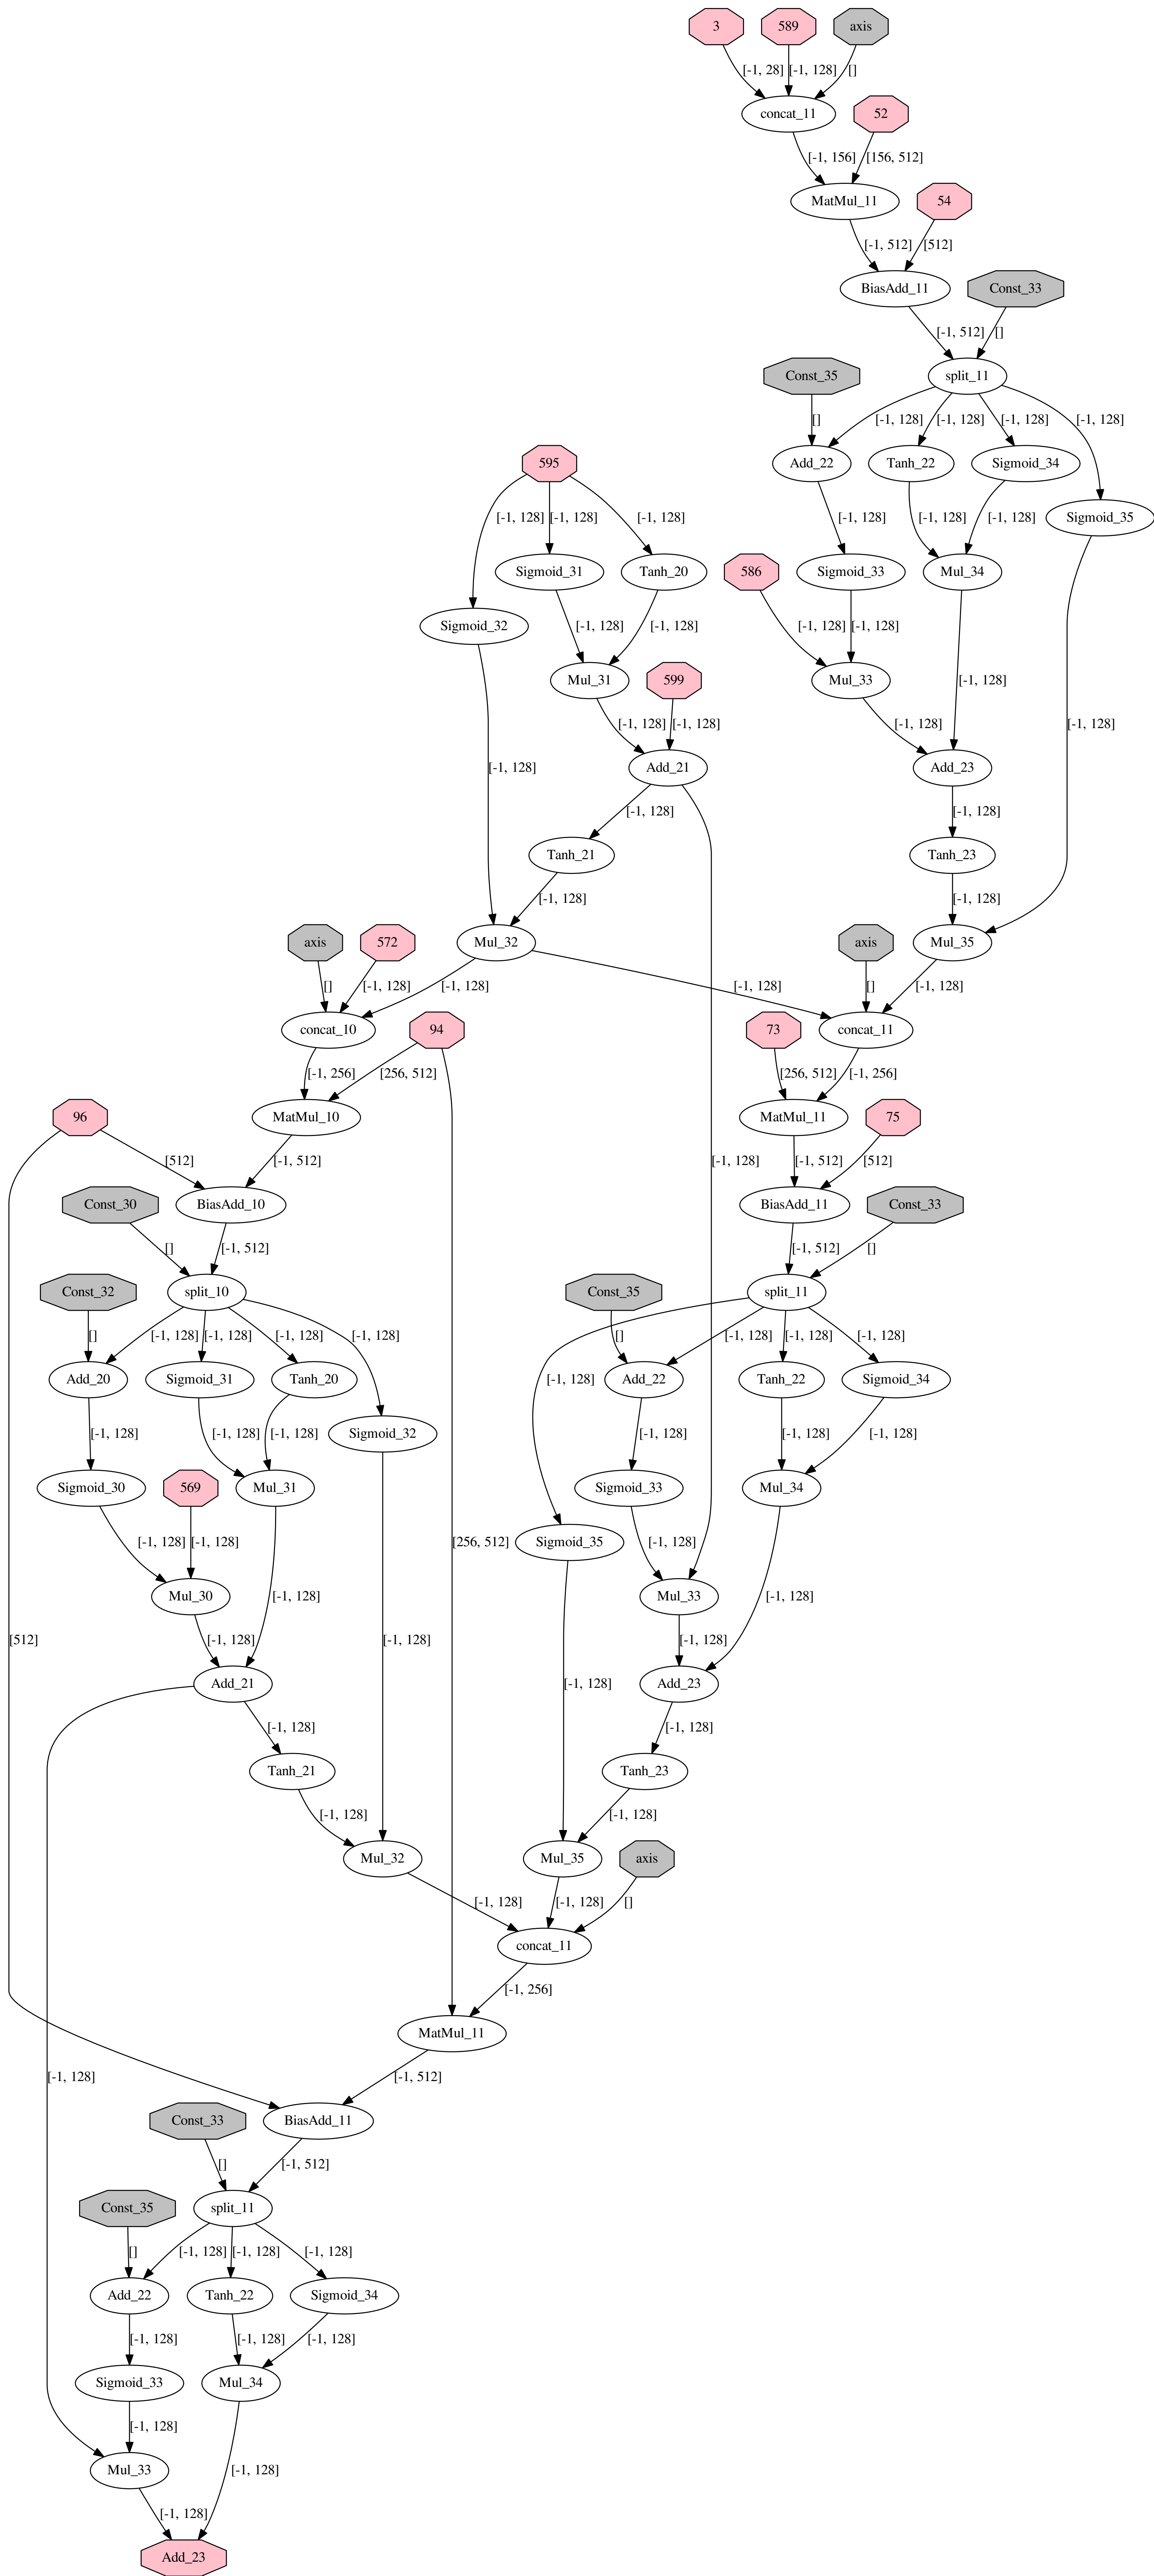 3 589 axis
[-1, 28] [-1, 128] []
concat_11 52
[-1, 156] [156, 512]
MatMul_11 54
[-1, 512] [512]
BiasAdd_11 Const_33
[-1, 512] []
Const_35 split_11
[] [-1, 128] [-1, 128] [-1, 128] [-1, 128]
595 Add_22 Tanh_22 Sigmoid_34
[-1, 128] [-1, 128] [-1, 128] [-1, 128] [-1, 128] [-1, 128] Sigmoid_35
Sigmoid_31 Tanh_20 586 Sigmoid_33 Mul_34
Sigmoid_32 [-1, 128] [-1, 128] [-1, 128] [-1, 128]
Mul_31 599 Mul_33 [-1, 128]
[-1, 128] [-1, 128] [-1, 128] [-1, 128]
[-1, 128] Add_21 Add_23
[-1, 128] [-1, 128]
Tanh_21 Tanh_23
[-1, 128] [-1, 128]
axis 572 Mul_32 axis Mul_35
[] [-1, 128] [-1, 128] [-1, 128] [] [-1, 128]
concat_10 94 73 concat_11
[-1, 256] [256, 512] [256, 512] [-1, 256]
96 MatMul_10 MatMul_11 75
[512] [-1, 512] [-1, 128] [-1, 512] [512]
Const_30 BiasAdd_10 BiasAdd_11 Const_33
[] [-1, 512] [-1, 512] []
Const_32 split_10 Const_35 split_11
[] [-1, 128] [-1, 128] [-1, 128] [-1, 128] [] [-1, 128] [-1, 128] [-1, 128]
Add_20 Sigmoid_31 Tanh_20 [-1, 128] Add_22 Tanh_22 Sigmoid_34
[-1, 128] [-1, 128] [-1, 128] Sigmoid_32 [-1, 128] [-1, 128] [-1, 128]
Sigmoid_30 569 Mul_31 Sigmoid_33 Mul_34
[-1, 128] [-1, 128] [256, 512] Sigmoid_35 [-1, 128]
Mul_30 [-1, 128] Mul_33 [-1, 128]
[512] [-1, 128] [-1, 128] [-1, 128]
Add_21 [-1, 128] Add_23
[-1, 128] [-1, 128]
Tanh_21 Tanh_23
[-1, 128] [-1, 128]
Mul_32 Mul_35 axis
[-1, 128] [-1, 128] []
concat_11
[-1, 256]
MatMul_11
[-1, 128] [-1, 512]
Const_33 BiasAdd_11
[] [-1, 512]
Const_35 split_11
[] [-1, 128] [-1, 128] [-1, 128]
Add_22 Tanh_22 Sigmoid_34
[-1, 128] [-1, 128] [-1, 128]
Sigmoid_33 Mul_34
[-1, 128]
Mul_33 [-1, 128]
[-1, 128]
Add_23